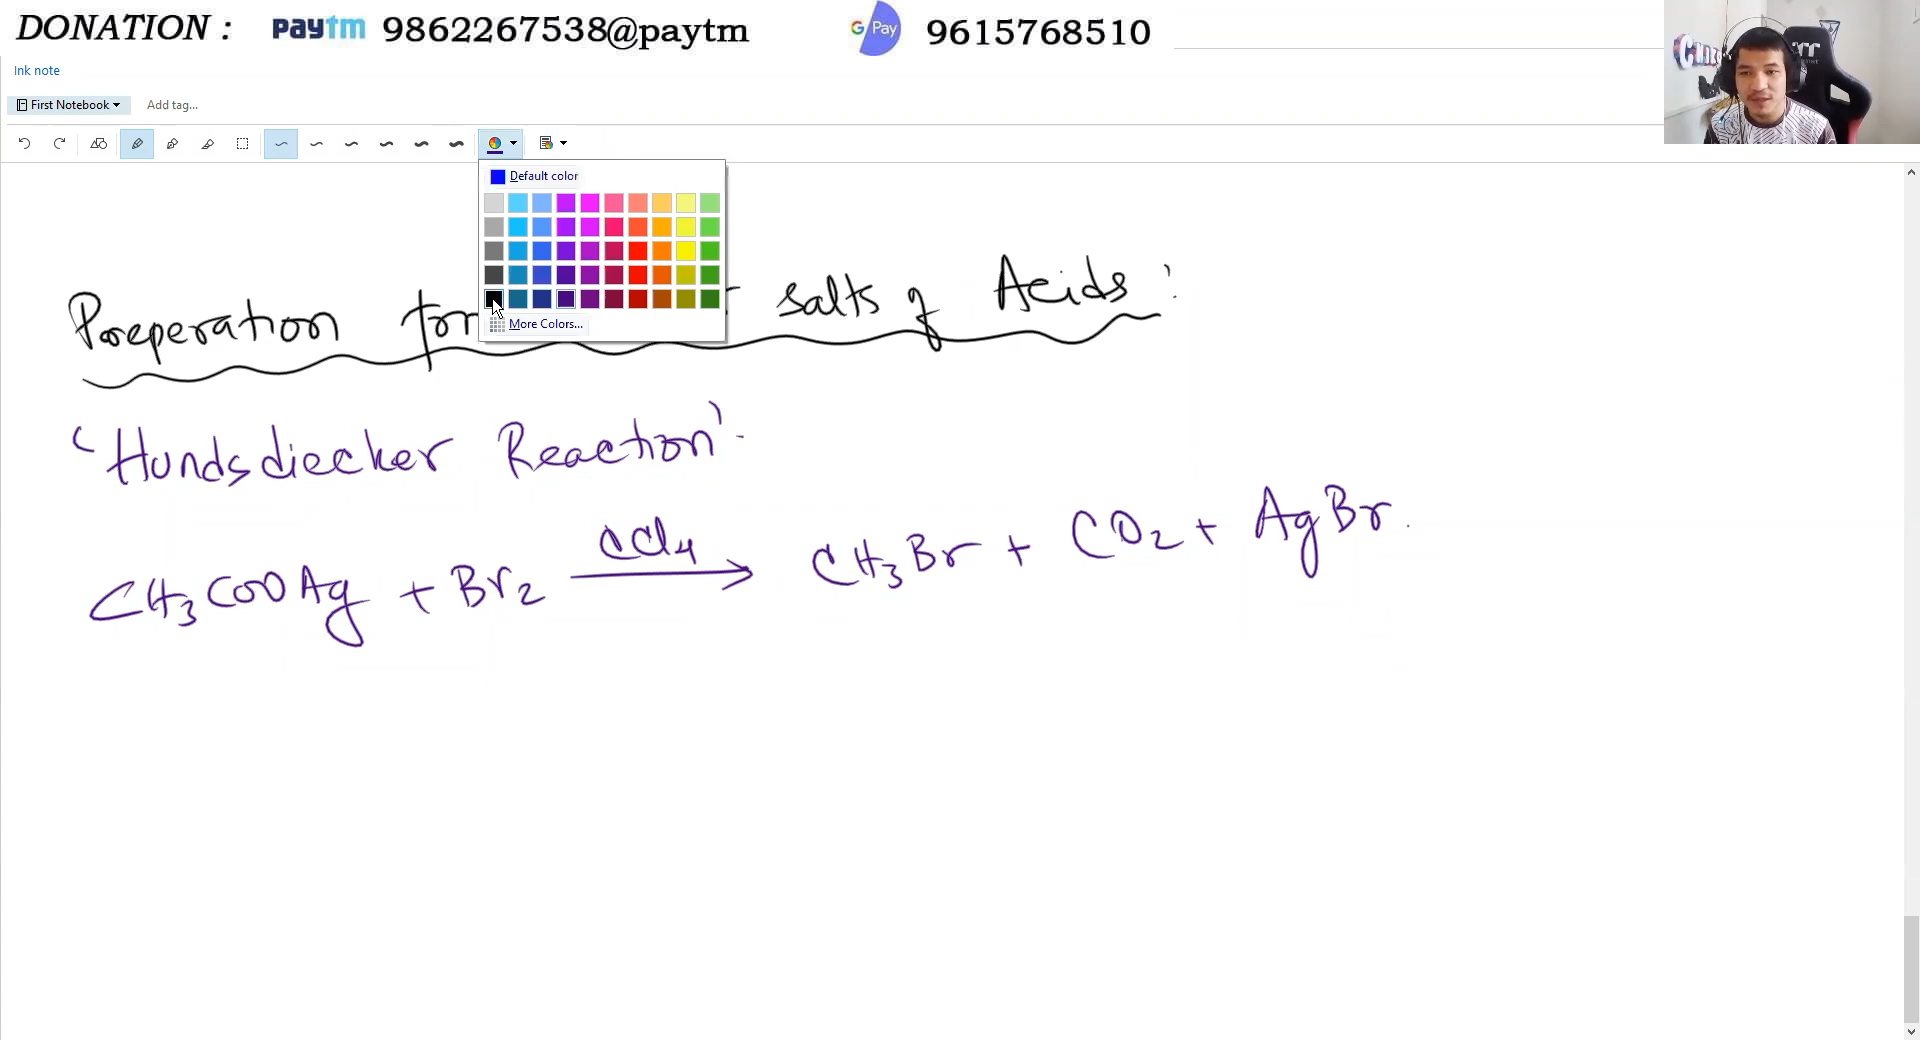 DONATION : paytm 9862267538@paytm G Pay 9615768510
Ink note
First Notebook Add tag...
Default color
More Colors...
Preperation salts of Acids:
'Hundsdiecker Reaction'.
CH₃COOAg + Br₂ CCl₄ → CH₃Br + CO₂ + AgBr.